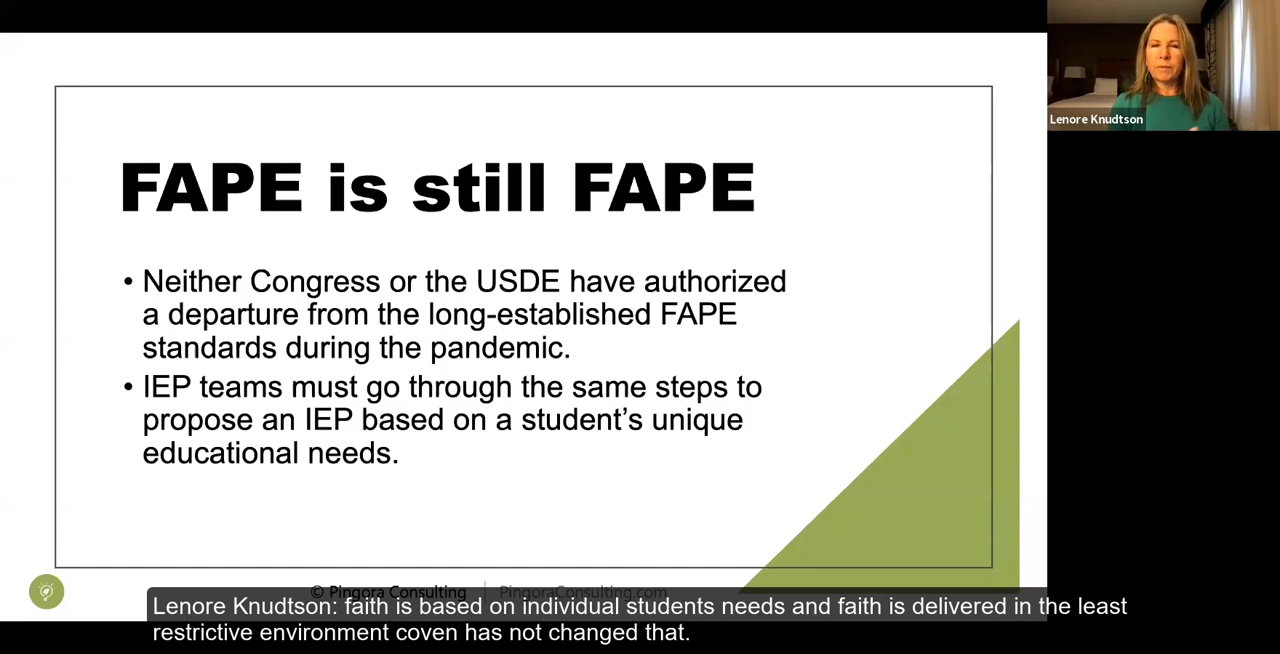 Lenore Knudtson
FAPE is still FAPE
• Neither Congress or the USDE have authorized
a departure from the long-established FAPE
standards during the pandemic.
• IEP teams must go through the same steps to
propose an IEP based on a student’s unique
educational needs.
© Pingora Consulting | PingoraConsulting.com
Lenore Knudtson: faith is based on individual students needs and faith is delivered in the least
restrictive environment coven has not changed that.